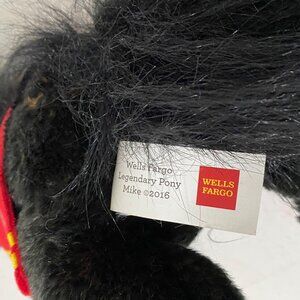 Wells Fargo
Legendary Pony
Mike ©2016
WELLS
FARGO